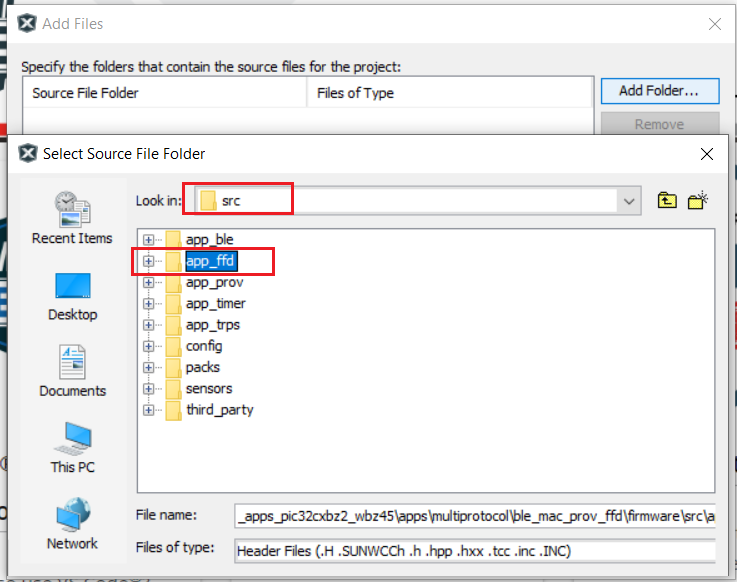 Add Files
Specify the folders that contain the source files for the project:
Source File Folder Files of Type Add Folder...
Remove
Select Source File Folder
Look in: src
Recent Items
Desktop
Documents
This PC
Network
app_ble
app_ffd
app_prov
app_timer
app_trps
config
packs
sensors
third_party
File name: _apps_pic32cxbz2_wbz45\apps\multiprotocol\ble_mac_prov_ffd\firmware\src\a
Files of type: Header Files (.H .SUNWCCh .h .hpp .hxx .tcc .inc .INC)